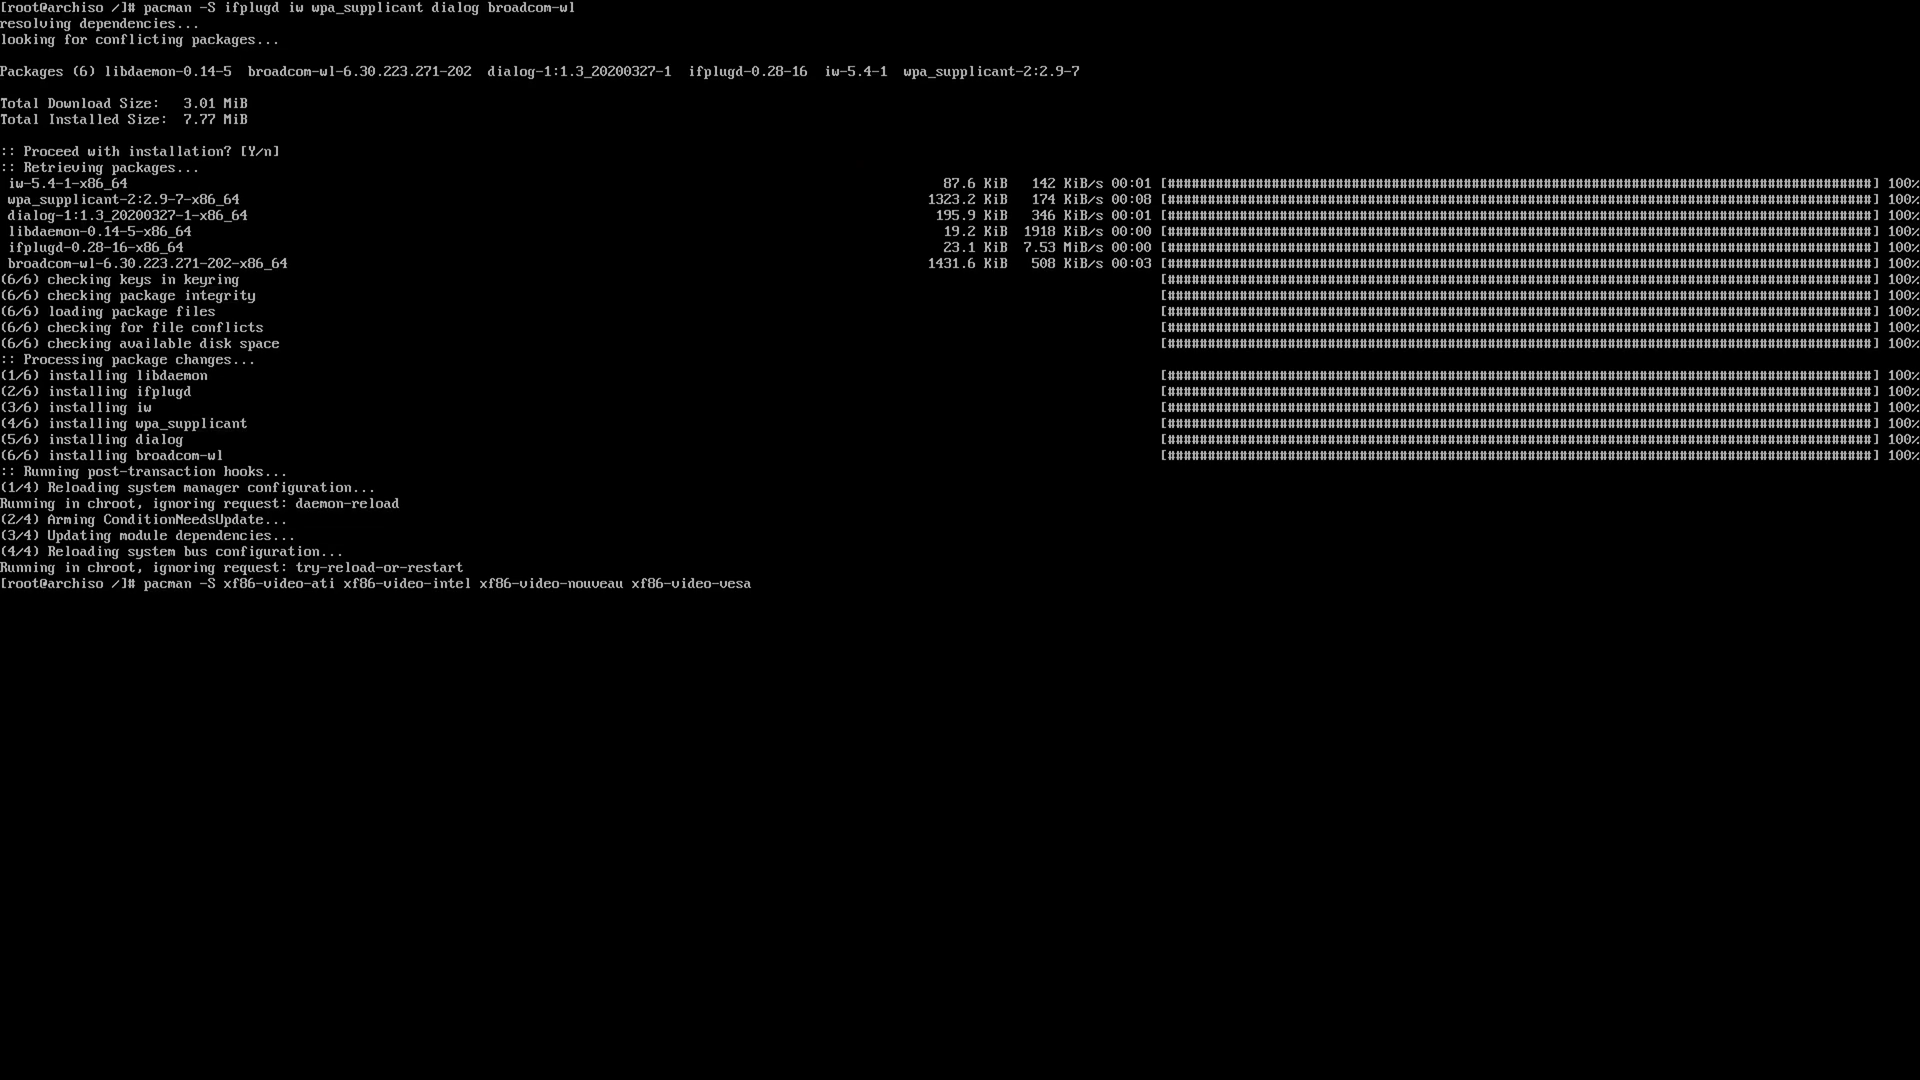 [root@archiso /]# pacman -S ifplugd iw wpa_supplicant dialog broadcom-wl
resolving dependencies...
looking for conflicting packages...
Packages (6) libdaemon-0.14-5  broadcom-wl-6.30.223.271-202  dialog-1:1.3_20200327-1  ifplugd-0.28-16  iw-5.4-1  wpa_supplicant-2:2.9-7
Total Download Size:   3.01 MiB
Total Installed Size:  7.77 MiB
:: Proceed with installation? [Y/n]
:: Retrieving packages...
iw-5.4-1-x86_64 87.6 KiB 142 KiB/s 00:01 [########################################################################################] 100%
wpa_supplicant-2:2.9-7-x86_64 1323.2 KiB 174 KiB/s 00:08 [########################################################################################] 100%
dialog-1:1.3_20200327-1-x86_64 195.9 KiB 346 KiB/s 00:01 [########################################################################################] 100%
libdaemon-0.14-5-x86_64 19.2 KiB 1918 KiB/s 00:00 [########################################################################################] 100%
ifplugd-0.28-16-x86_64 23.1 KiB 7.53 MiB/s 00:00 [########################################################################################] 100%
broadcom-wl-6.30.223.271-202-x86_64 1431.6 KiB 508 KiB/s 00:03 [########################################################################################] 100%
(6/6) checking keys in keyring [########################################################################################] 100%
(6/6) checking package integrity [########################################################################################] 100%
(6/6) loading package files [########################################################################################] 100%
(6/6) checking for file conflicts [########################################################################################] 100%
(6/6) checking available disk space [########################################################################################] 100%
:: Processing package changes...
(1/6) installing libdaemon [########################################################################################] 100%
(2/6) installing ifplugd [########################################################################################] 100%
(3/6) installing iw [########################################################################################] 100%
(4/6) installing wpa_supplicant [########################################################################################] 100%
(5/6) installing dialog [########################################################################################] 100%
(6/6) installing broadcom-wl [########################################################################################] 100%
:: Running post-transaction hooks...
(1/4) Reloading system manager configuration...
Running in chroot, ignoring request: daemon-reload
(2/4) Arming ConditionNeedsUpdate...
(3/4) Updating module dependencies...
(4/4) Reloading system bus configuration...
Running in chroot, ignoring request: try-reload-or-restart
[root@archiso /]# pacman -S xf86-video-ati xf86-video-intel xf86-video-nouveau xf86-video-vesa